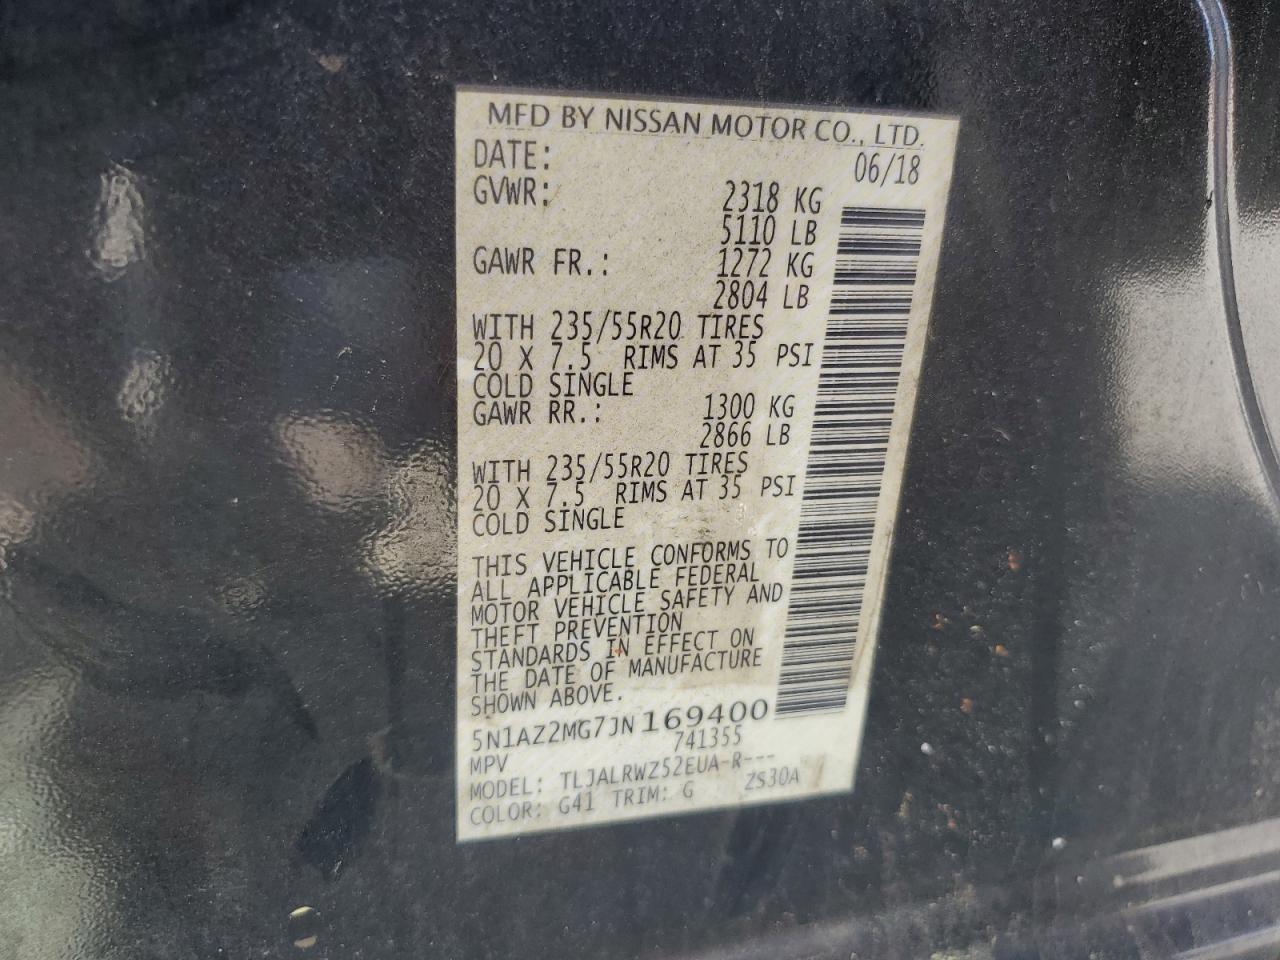 MFD BY NISSAN MOTOR CO., LTD.
DATE: 06/18
GVWR: 2318 KG
5110 LB
GAWR FR.: 1272 KG
2804 LB
WITH 235/55R20 TIRES
20 X 7.5 RIMS AT 35 PSI
COLD SINGLE
GAWR RR.: 1300 KG
2866 LB
WITH 235/55R20 TIRES
20 X 7.5 RIMS AT 35 PSI
COLD SINGLE
THIS VEHICLE CONFORMS TO
ALL APPLICABLE FEDERAL
MOTOR VEHICLE SAFETY AND
THEFT PREVENTION
STANDARDS IN EFFECT ON
THE DATE OF MANUFACTURE
SHOWN ABOVE.
5N1AZ2MG7JN169400
MPV 741355
MODEL: TLJALRWZ52EUA-R---
COLOR: G41 TRIM: G ZS30A